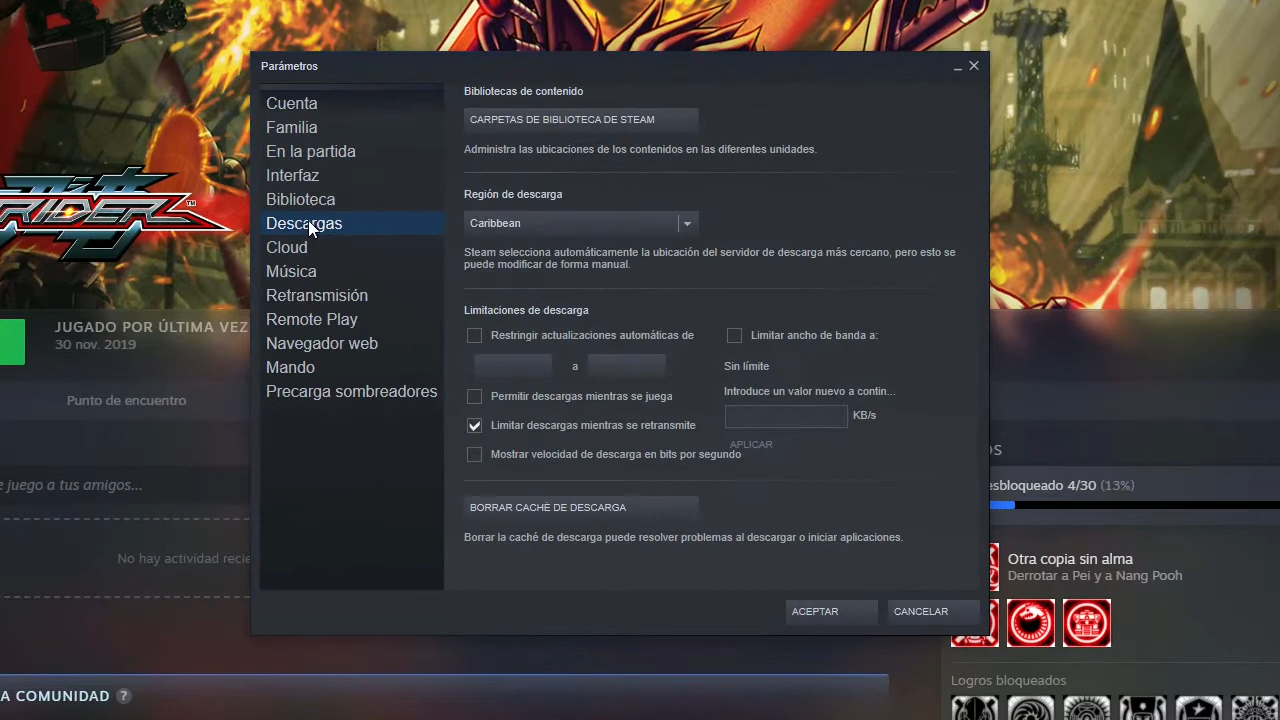 Parámetros
Cuenta
Familia
En la partida
Interfaz
Biblioteca
Descargas
Cloud
Música
Retransmisión
Remote Play
Navegador web
Mando
Precarga sombreadores
Bibliotecas de contenido
CARPETAS DE BIBLIOTECA DE STEAM
Administra las ubicaciones de los contenidos en las diferentes unidades.
Región de descarga
Caribbean
Steam selecciona automáticamente la ubicación del servidor de descarga más cercano, pero esto se
puede modificar de forma manual.
Limitaciones de descarga
Restringir actualizaciones automáticas de
a
Permitir descargas mientras se juega
Limitar descargas mientras se retransmite
Mostrar velocidad de descarga en bits por segundo
Limitar ancho de banda a:
Sin límite
Introduce un valor nuevo a contin...
KB/s
APLICAR
BORRAR CACHÉ DE DESCARGA
Borrar la caché de descarga puede resolver problemas al descargar o iniciar aplicaciones.
ACEPTAR
CANCELAR
RIDER
TM
JUGADO POR ÚLTIMA VEZ
30 nov. 2019
Punto de encuentro
e juego a tus amigos...
No hay actividad recie
A COMUNIDAD ?
OS
esbloqueado 4/30 (13%)
Otra copia sin alma
Derrotar a Pei y a Nang Pooh
Logros bloqueados